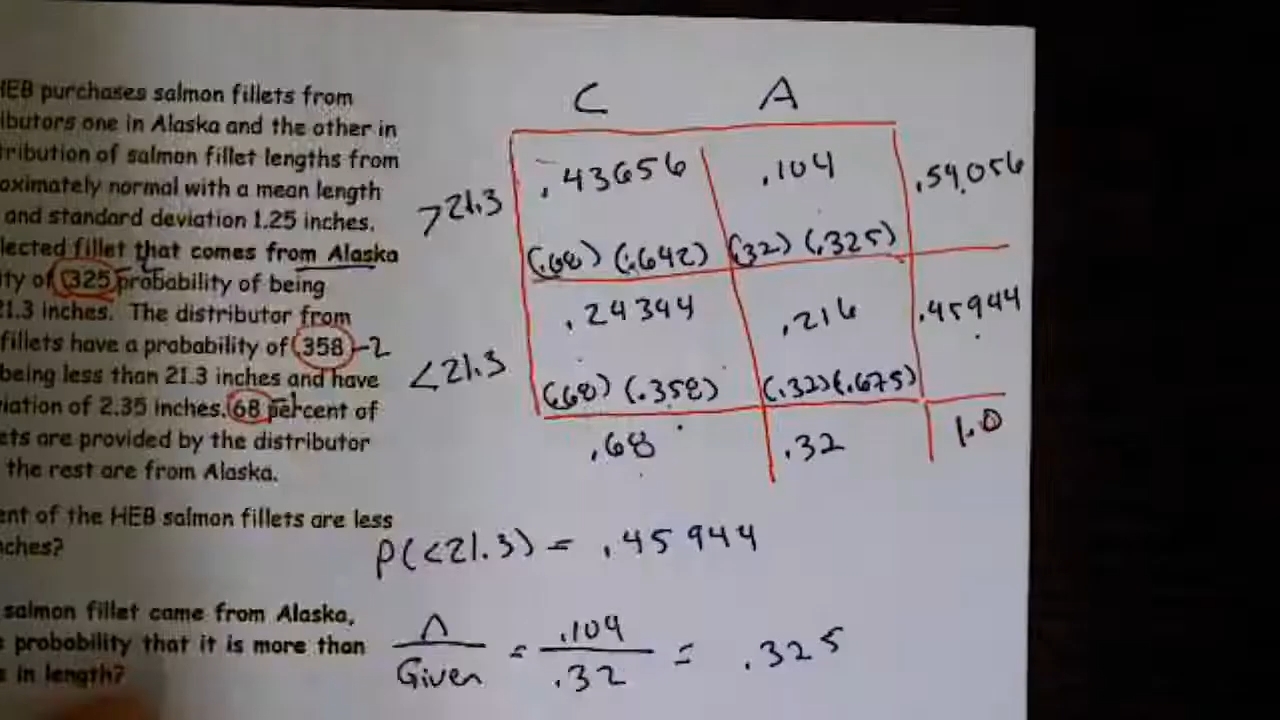 HEB purchases salmon fillets from
ibutors one in Alaska and the other in
tribution of salmon fillet lengths from
oximately normal with a mean length
and standard deviation 1.25 inches.
lected fillet that comes from Alaska
ity of (.325 probability of being
21.3 inches. The distributor from
fillets have a probability of (.358) -2
being less than 21.3 inches and have
iation of 2.35 inches. 68 percent of
ets are provided by the distributor
the rest are from Alaska.
ent of the HEB salmon fillets are less
nches?
salmon fillet came from Alaska,
e probability that it is more than
s in length?
C A
>21.3 .43656 .104 .54056
(.68) (.642) (.32) (.325)
<21.3 .24344 .216 .45944
(.68) (.358) (.32)(.675)
.68 .32 1.0
P(<21.3) = .45944
∩ / Given = .104 / .32 = .325